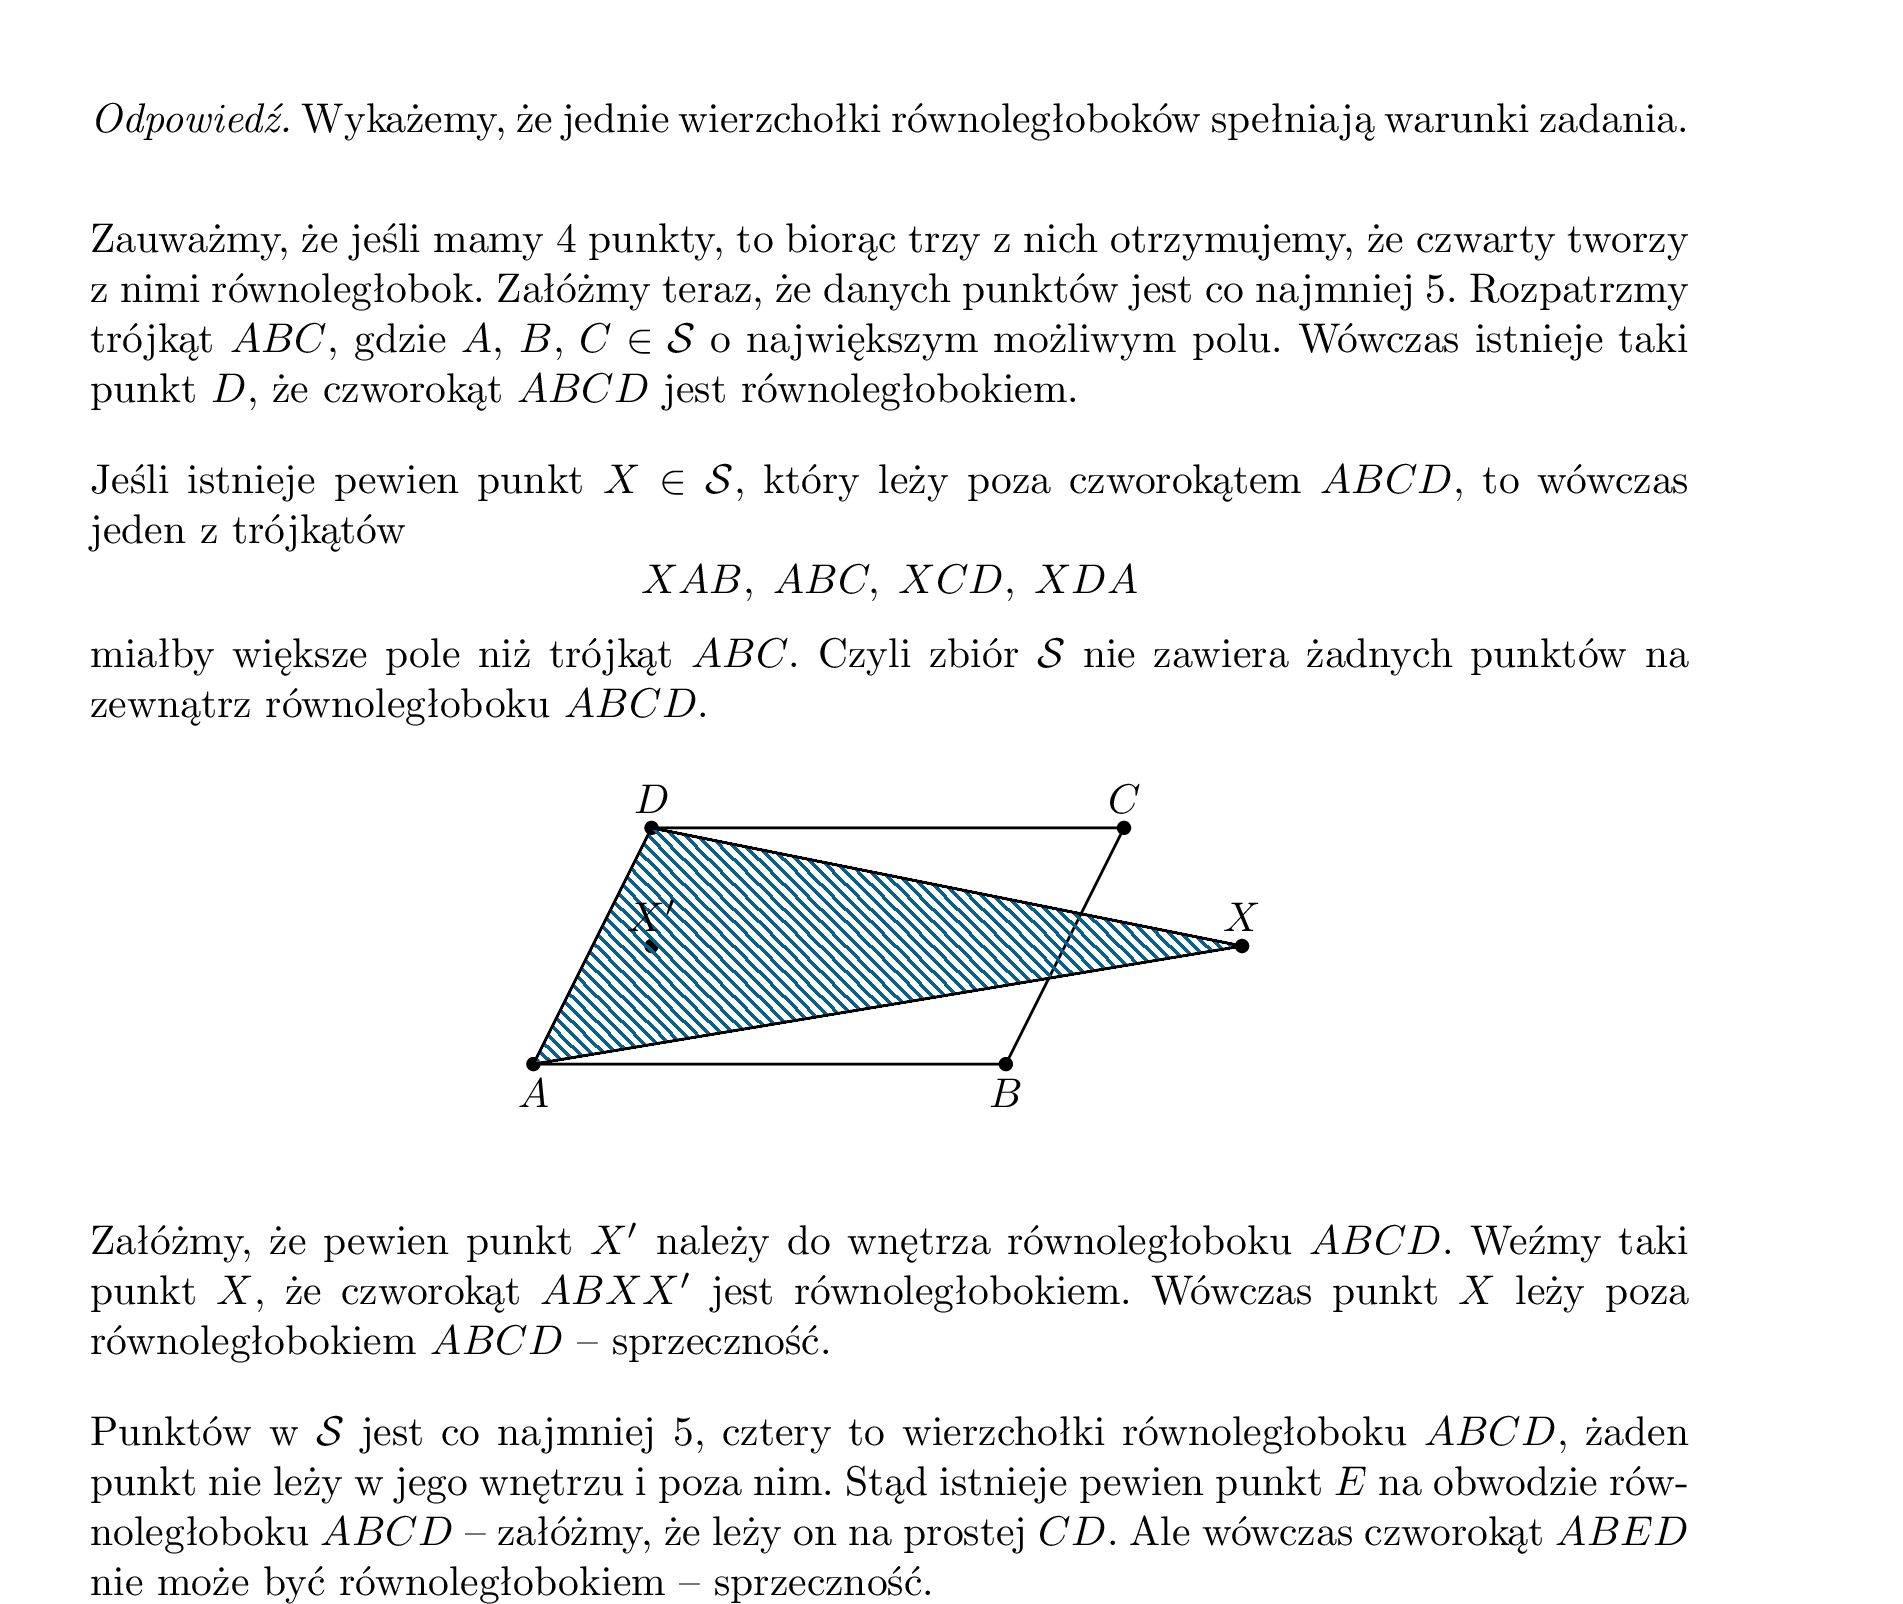 Odpowiedź. Wykażemy, że jednie wierzchołki równoległoboków spełniają warunki zadania.
Zauważmy, że jeśli mamy 4 punkty, to biorąc trzy z nich otrzymujemy, że czwarty tworzy
z nimi równoległobok. Załóżmy teraz, że danych punktów jest co najmniej 5. Rozpatrzmy
trójkąt ABC, gdzie A, B, C ∈ 𝒮 o największym możliwym polu. Wówczas istnieje taki
punkt D, że czworokąt ABCD jest równoległobokiem.
Jeśli istnieje pewien punkt X ∈ 𝒮, który leży poza czworokątem ABCD, to wówczas
jeden z trójkątów
XAB, ABC, XCD, XDA
miałby większe pole niż trójkąt ABC. Czyli zbiór 𝒮 nie zawiera żadnych punktów na
zewnątrz równoległoboku ABCD.
D C
X′ X
A B
Załóżmy, że pewien punkt X′ należy do wnętrza równoległoboku ABCD. Weźmy taki
punkt X, że czworokąt ABXX′ jest równoległobokiem. Wówczas punkt X leży poza
równoległobokiem ABCD – sprzeczność.
Punktów w 𝒮 jest co najmniej 5, cztery to wierzchołki równoległoboku ABCD, żaden
punkt nie leży w jego wnętrzu i poza nim. Stąd istnieje pewien punkt E na obwodzie rów-
noległoboku ABCD – załóżmy, że leży on na prostej CD. Ale wówczas czworokąt ABED
nie może być równoległobokiem – sprzeczność.